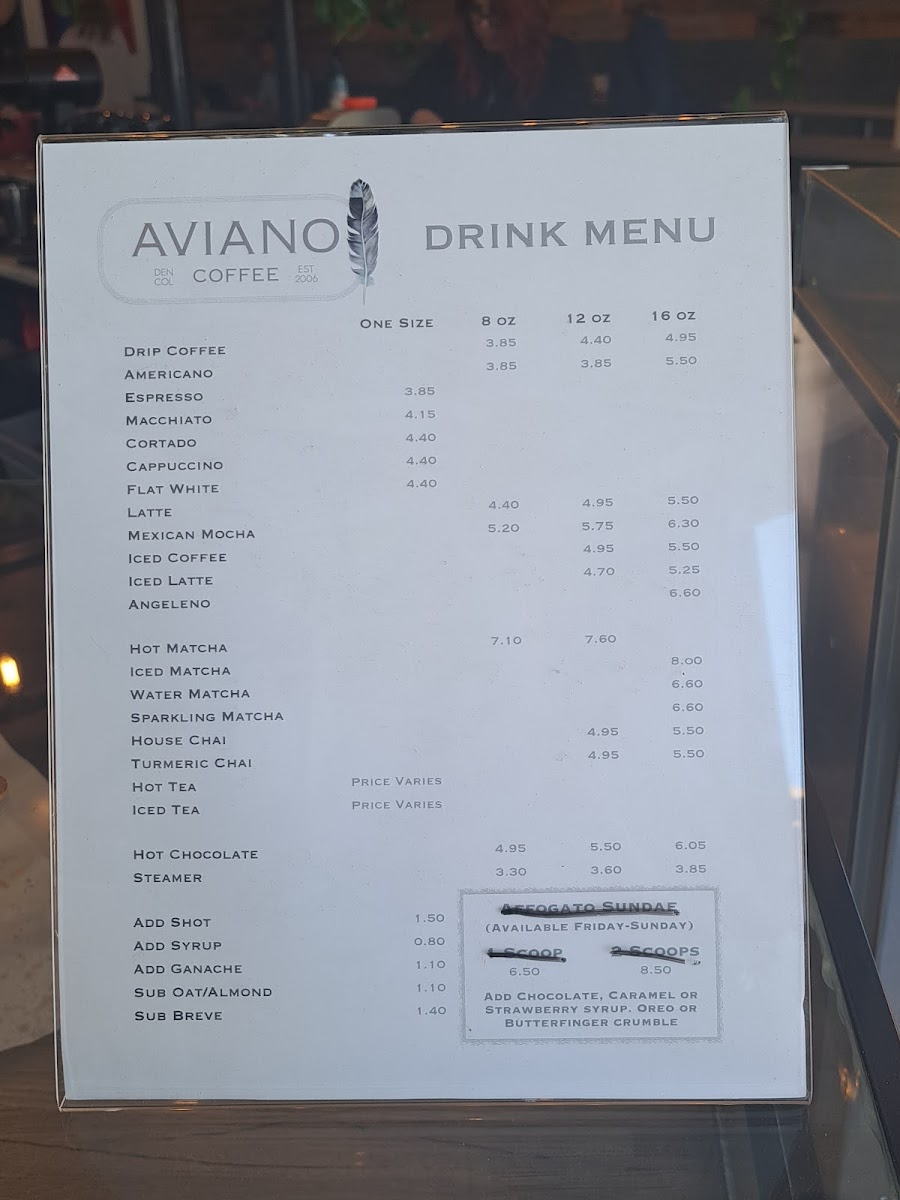 AVIANO
DEN COL COFFEE EST 2006
DRINK MENU
ONE SIZE 8 OZ 12 OZ 16 OZ
DRIP COFFEE 3.85 4.40 4.95
AMERICANO 3.85 3.85 5.50
ESPRESSO 3.85
MACCHIATO 4.15
CORTADO 4.40
CAPPUCCINO 4.40
FLAT WHITE 4.40
LATTE 4.40 4.95 5.50
MEXICAN MOCHA 5.20 5.75 6.30
ICED COFFEE 4.95 5.50
ICED LATTE 4.70 5.25
ANGELENO 6.60
HOT MATCHA 7.10 7.60
ICED MATCHA 8.00
WATER MATCHA 6.60
SPARKLING MATCHA 6.60
HOUSE CHAI 4.95 5.50
TURMERIC CHAI 4.95 5.50
HOT TEA PRICE VARIES
ICED TEA PRICE VARIES
HOT CHOCOLATE 4.95 5.50 6.05
STEAMER 3.30 3.60 3.85
ADD SHOT 1.50
ADD SYRUP 0.80
ADD GANACHE 1.10
SUB OAT/ALMOND 1.10
SUB BREVE 1.40
AFFOGATO SUNDAE
(AVAILABLE FRIDAY-SUNDAY)
1 SCOOP 2 SCOOPS
6.50 8.50
ADD CHOCOLATE, CARAMEL OR
STRAWBERRY SYRUP. OREO OR
BUTTERFINGER CRUMBLE